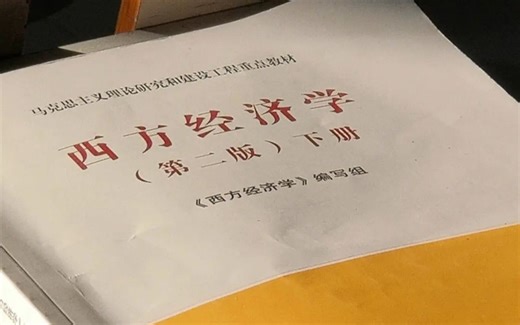 马克思主义理论研究和建设工程重点教材
西方经济学
（第二版）下册
《西方经济学》编写组